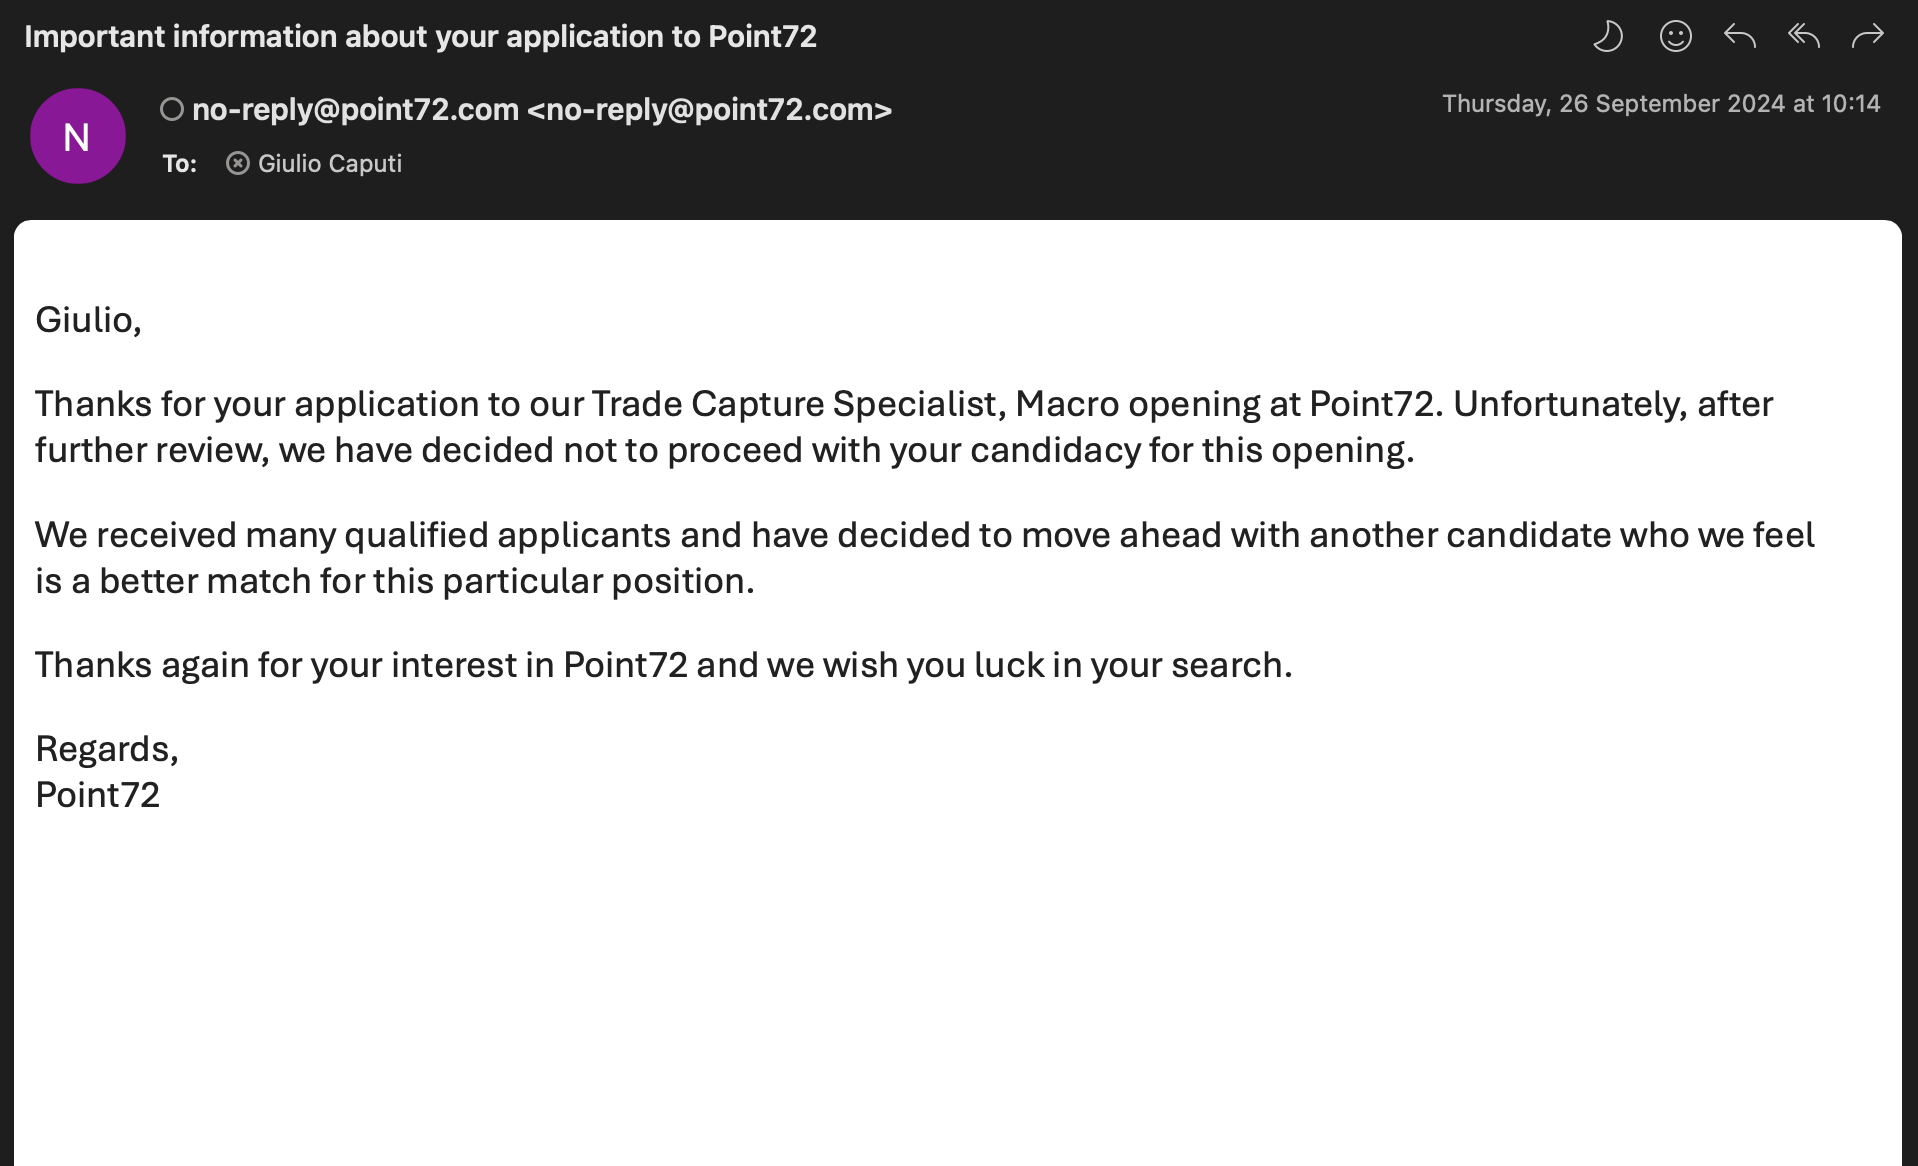 Important information about your application to Point72
N
no-reply@point72.com <no-reply@point72.com>
Thursday, 26 September 2024 at 10:14
To: Giulio Caputi
Giulio,
Thanks for your application to our Trade Capture Specialist, Macro opening at Point72. Unfortunately, after
further review, we have decided not to proceed with your candidacy for this opening.
We received many qualified applicants and have decided to move ahead with another candidate who we feel
is a better match for this particular position.
Thanks again for your interest in Point72 and we wish you luck in your search.
Regards,
Point72